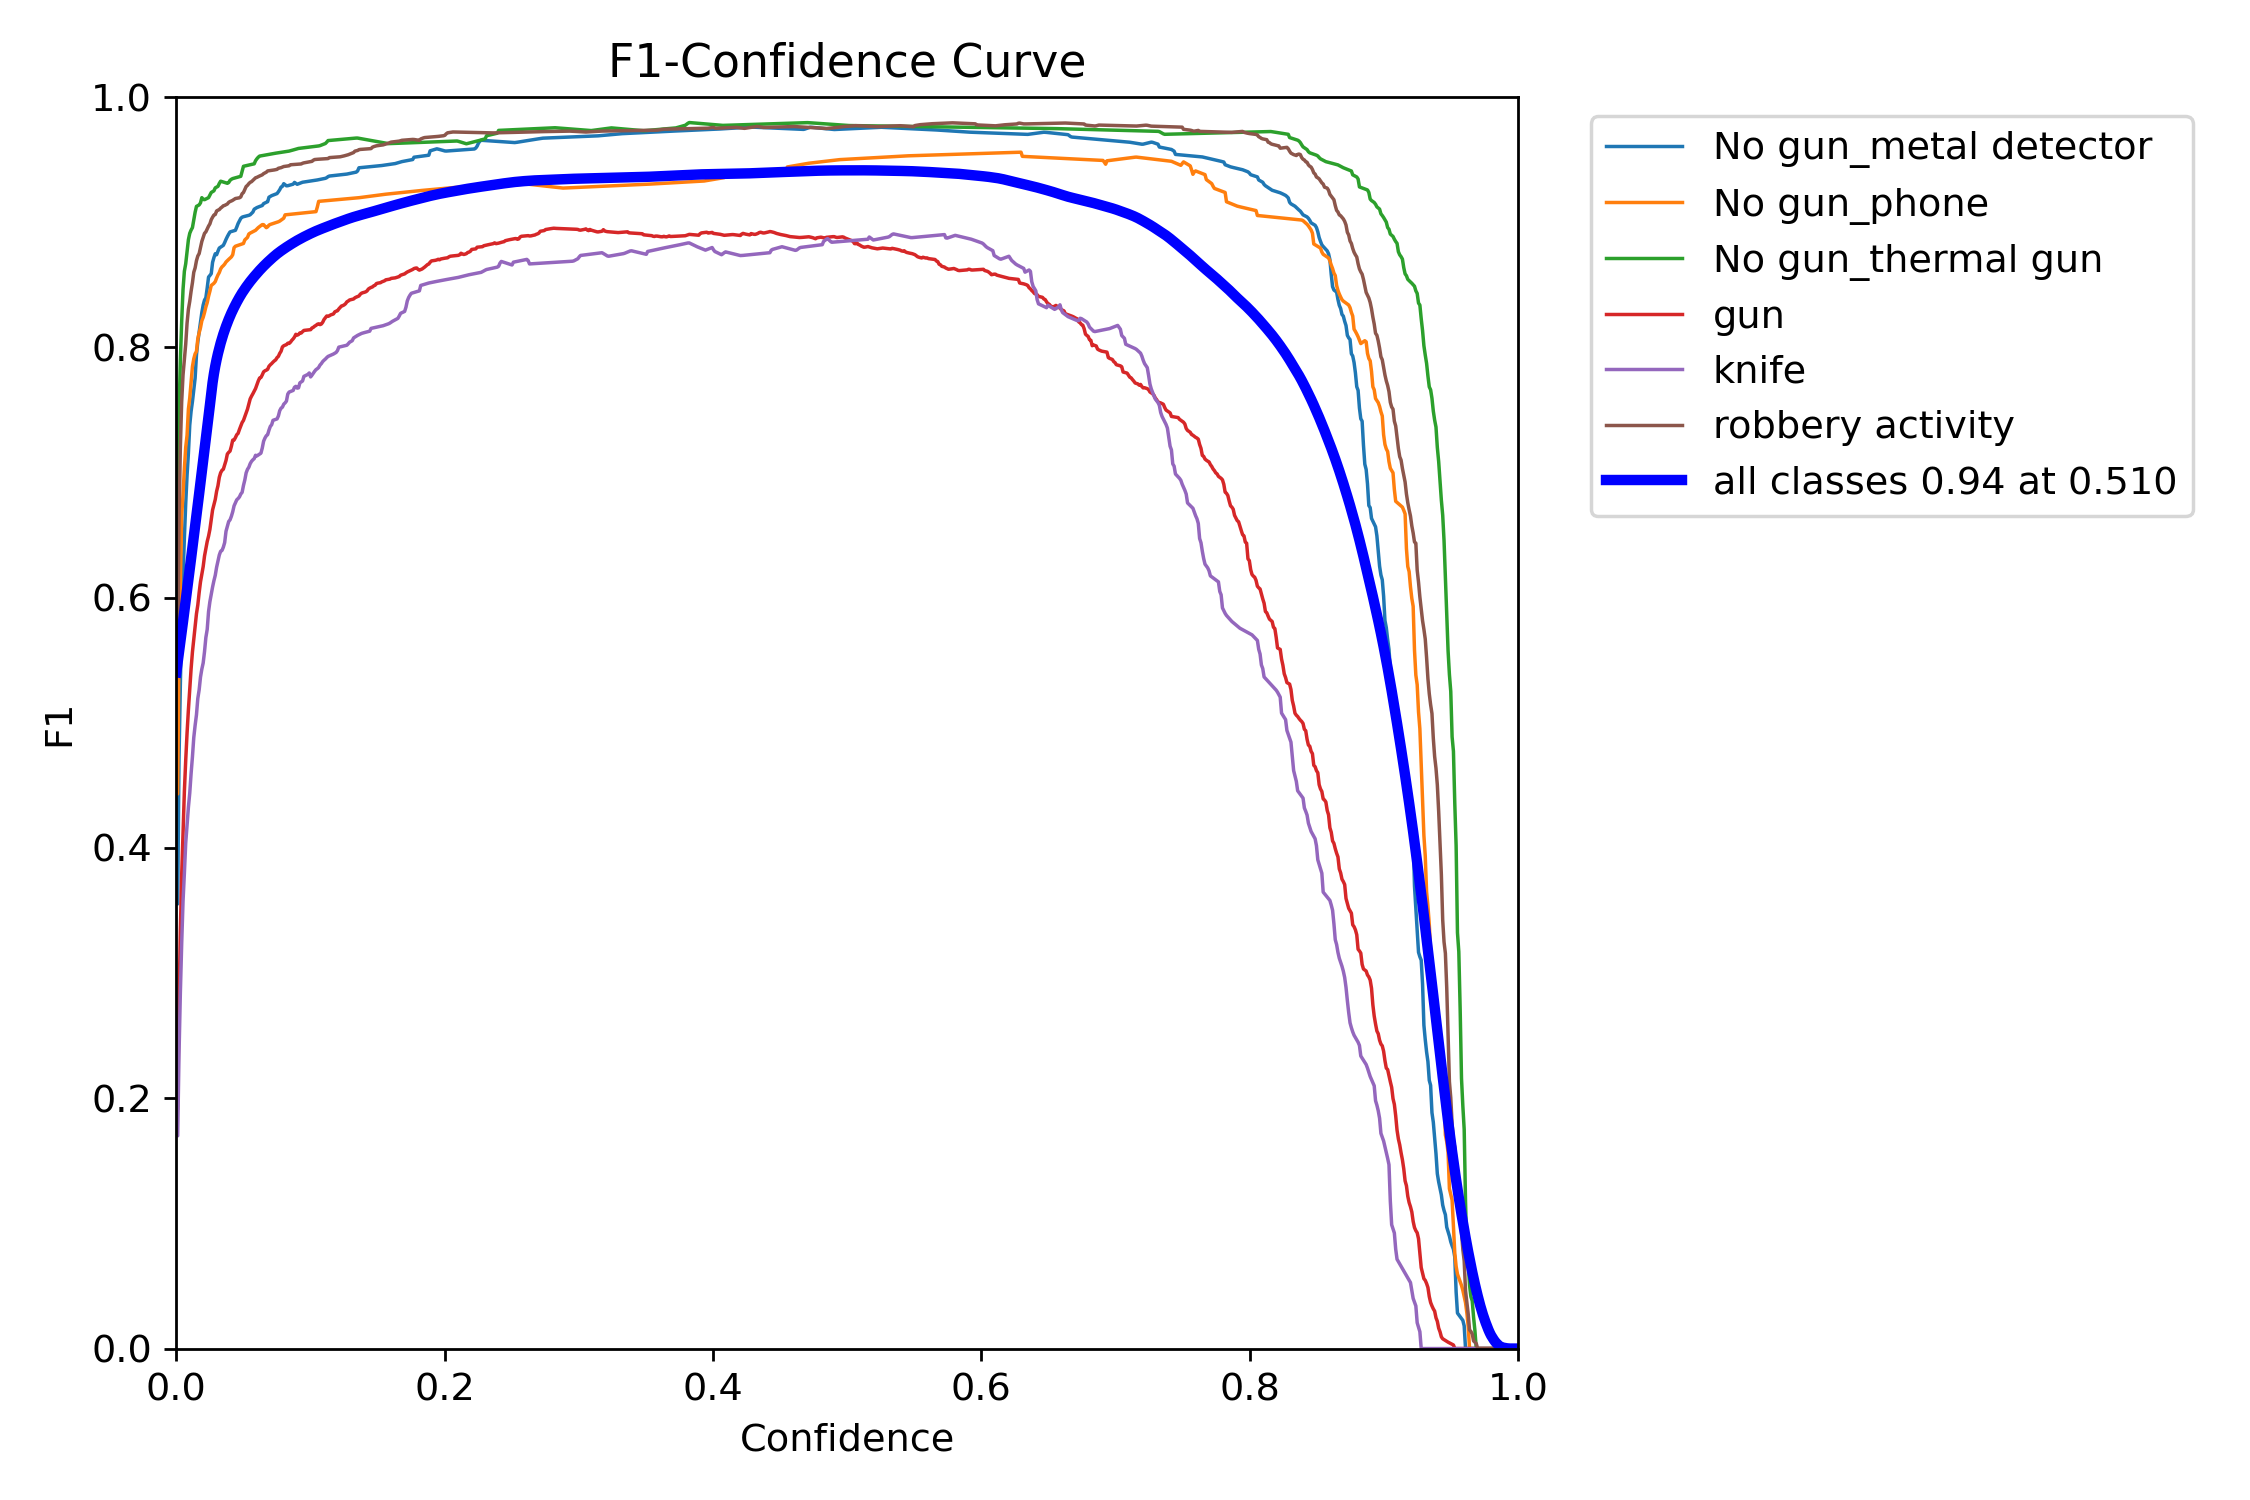 F1-Confidence Curve
1.0
0.8
0.6
0.4
0.2
0.0
F1
0.0 0.2 0.4 0.6 0.8 1.0
Confidence
No gun_metal detector
No gun_phone
No gun_thermal gun
gun
knife
robbery activity
all classes 0.94 at 0.510